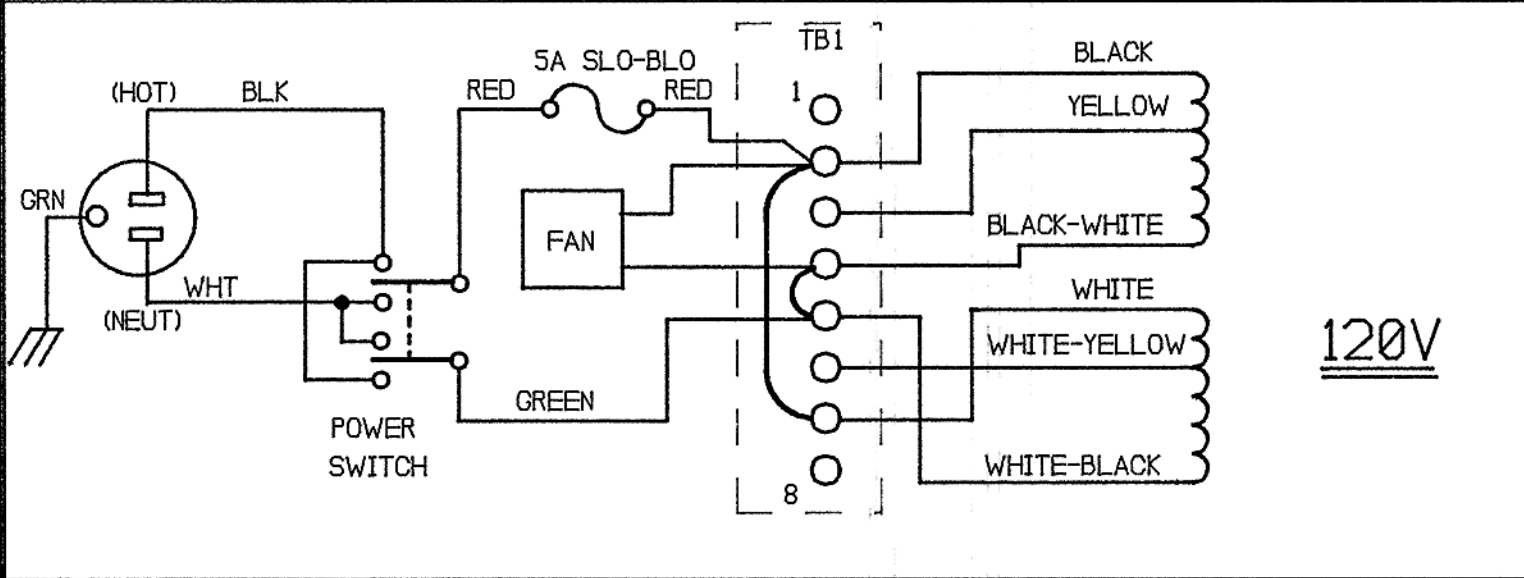 TB1
5A SLO-BLO
BLACK
(HOT)
BLK
RED
RED
1
YELLOW
GRN
FAN
BLACK-WHITE
WHT
(NEUT)
WHITE
WHITE-YELLOW
120V
GREEN
POWER
SWITCH
WHITE-BLACK
8